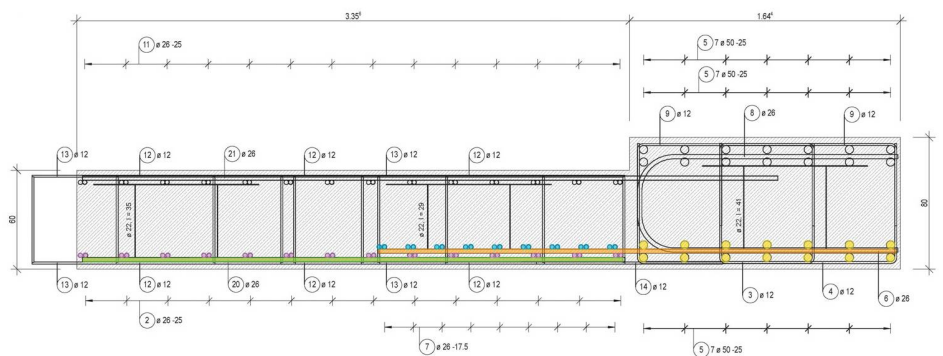 3.35⁵ 1.64⁵
11 ø 26 -25
5 7 ø 50 -25
5 7 ø 50 -25
9 ø 12 8 ø 26 9 ø 12
13 ø 12 12 ø 12 21 ø 26 12 ø 12 13 ø 12 12 ø 12
60 ø 22, l = 35 ø 22, l = 29 ø 22, l = 41 80
13 ø 12 12 ø 12 20 ø 26 12 ø 12 13 ø 12 12 ø 12 14 ø 12 3 ø 12 4 ø 12 6 ø 26
2 ø 26 -25
7 ø 26 -17.5
5 7 ø 50 -25